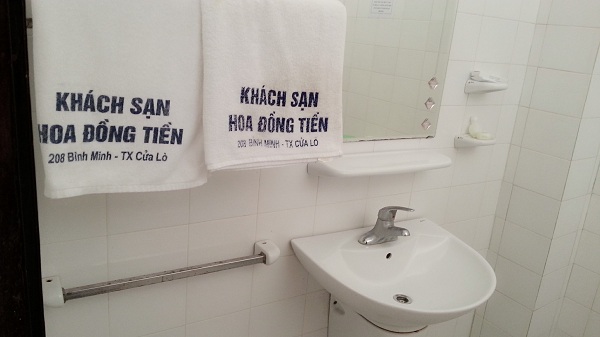 KHÁCH SẠN
HOA ĐỒNG TIỀN
208 Bình Minh - TX Cửa Lò
KHÁCH SẠN
HOA ĐỒNG TIỀN
208 BÌNH MINH - TX CỬA LÒ